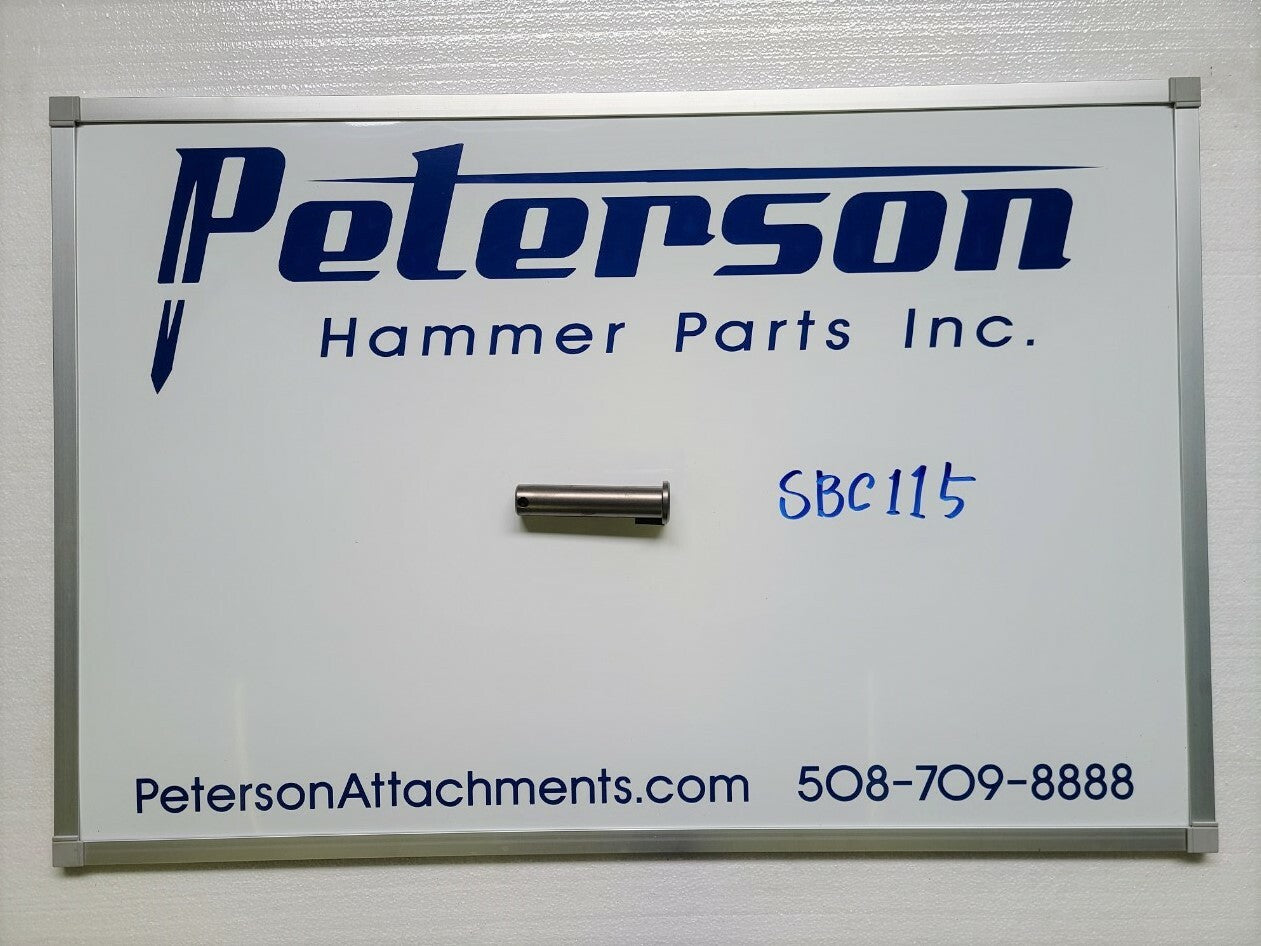 Peterson
Hammer Parts Inc.
SBC115
PetersonAttachments.com 508-709-8888